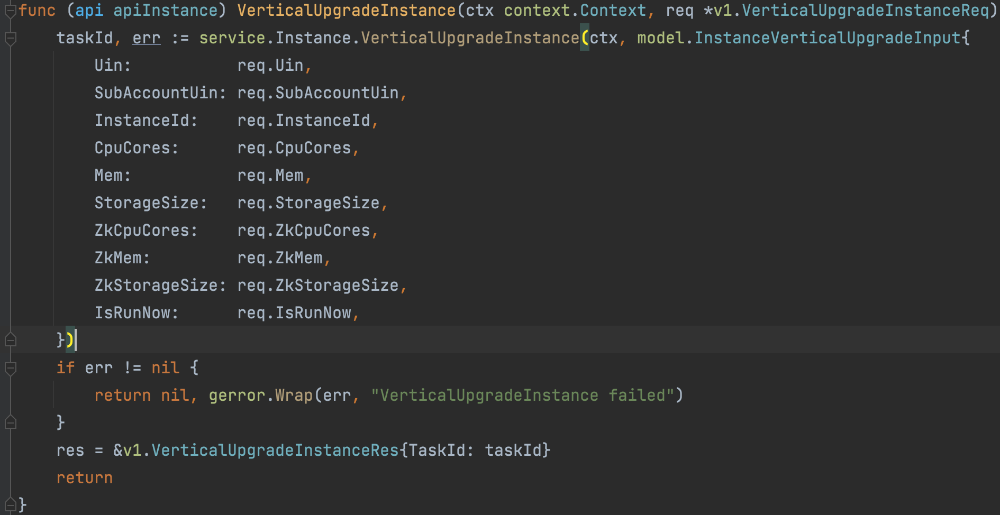 func (api apiInstance) VerticalUpgradeInstance(ctx context.Context, req *v1.VerticalUpgradeInstanceReq)
    taskId, err := service.Instance.VerticalUpgradeInstance(ctx, model.InstanceVerticalUpgradeInput{
        Uin:           req.Uin,
        SubAccountUin: req.SubAccountUin,
        InstanceId:    req.InstanceId,
        CpuCores:      req.CpuCores,
        Mem:           req.Mem,
        StorageSize:   req.StorageSize,
        ZkCpuCores:    req.ZkCpuCores,
        ZkMem:         req.ZkMem,
        ZkStorageSize: req.ZkStorageSize,
        IsRunNow:      req.IsRunNow,
    })
    if err != nil {
        return nil, gerror.Wrap(err, "VerticalUpgradeInstance failed")
    }
    res = &v1.VerticalUpgradeInstanceRes{TaskId: taskId}
    return
}